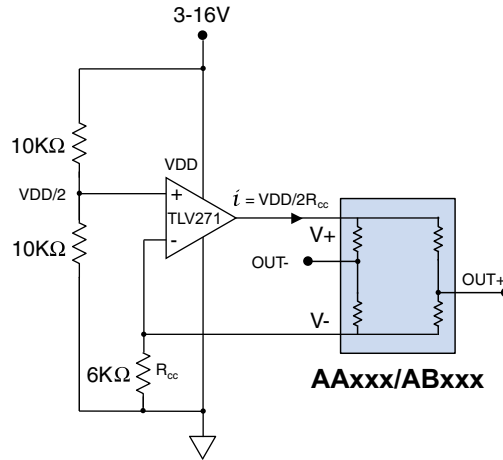 3-16V
10KΩ
VDD
VDD/2
+
TLV271
-
i = VDD/2Rcc
V+
OUT-
OUT+
10KΩ
V-
6KΩ
Rcc
AAxxx/ABxxx